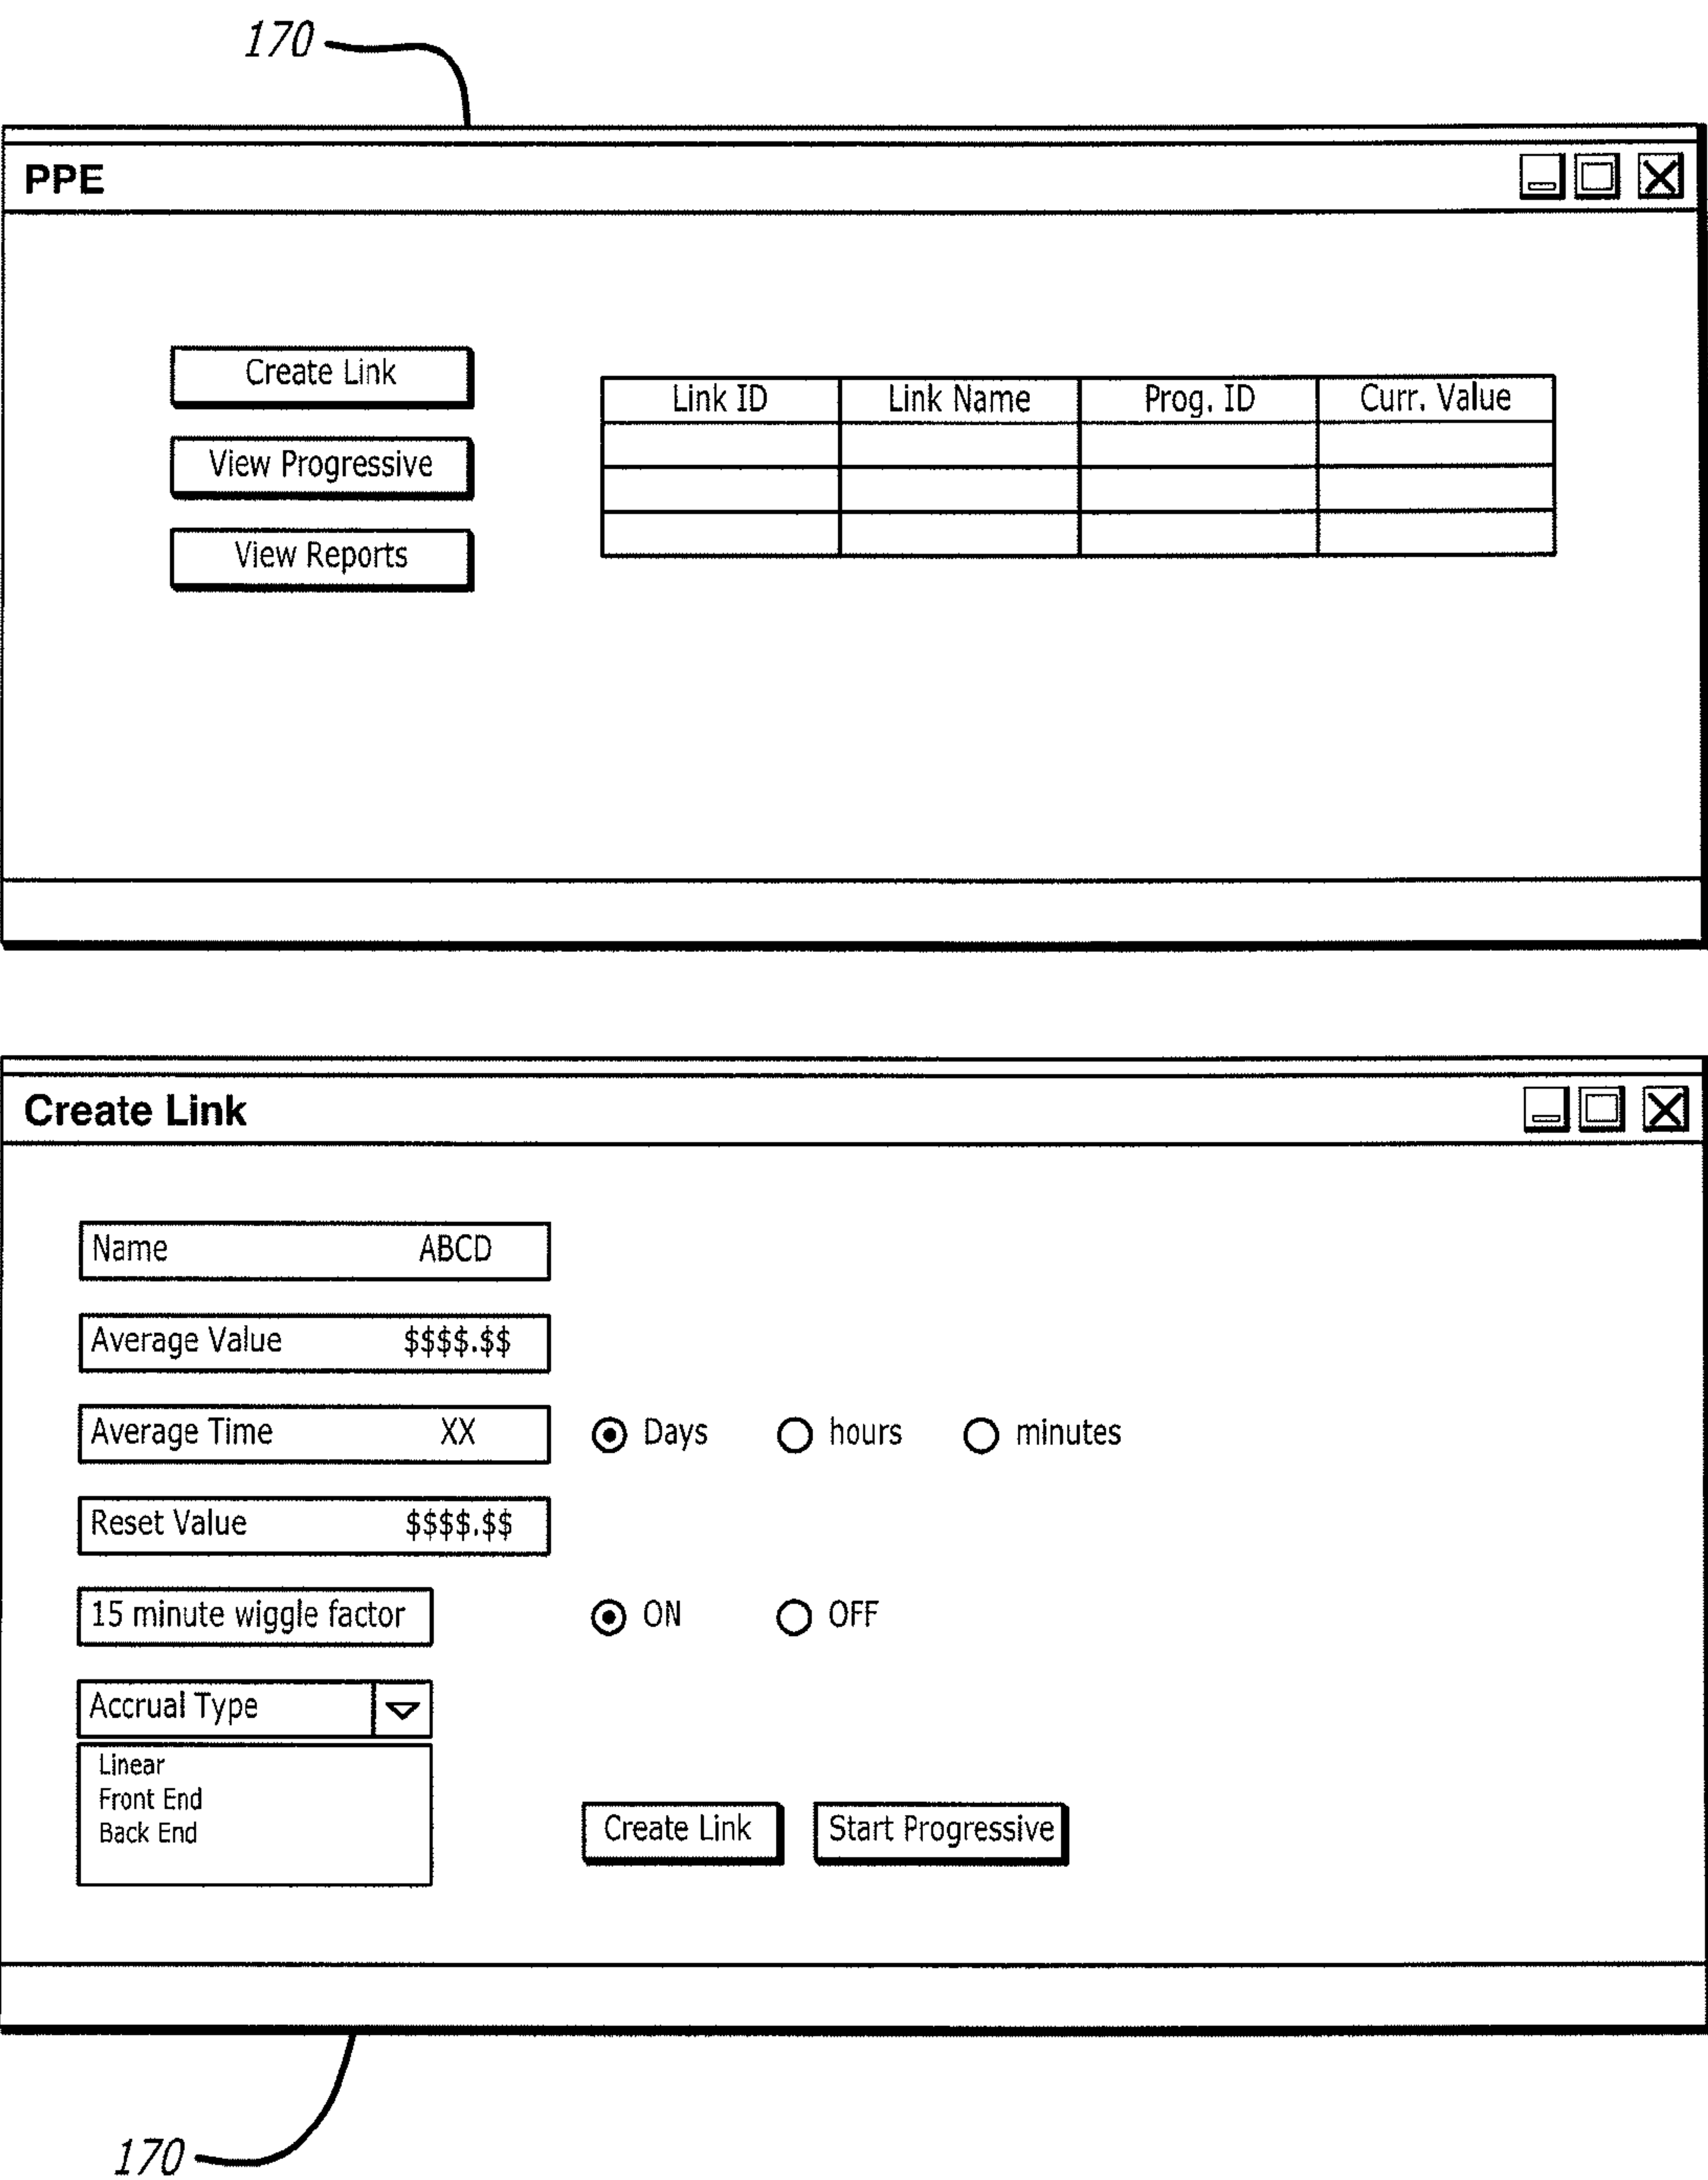 170
PPE
Create Link
View Progressive
View Reports
Link ID Link Name Prog. ID Curr. Value
Create Link
Name ABCD
Average Value $$$$.$$
Average Time XX Days hours minutes
Reset Value $$$$.$$
15 minute wiggle factor ON OFF
Accrual Type
Linear
Front End
Back End
Create Link Start Progressive
170